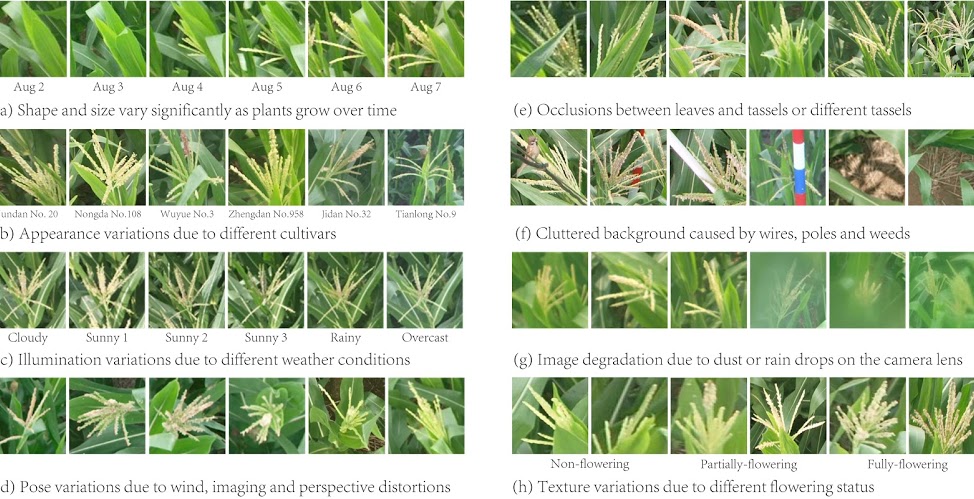 Aug 2 Aug 3 Aug 4 Aug 5 Aug 6 Aug 7
a) Shape and size vary significantly as plants grow over time
undan No. 20 Nongda No.108 Wuyue No.3 Zhengdan No.958 Jidan No.32 Tianlong No.9
b) Appearance variations due to different cultivars
Cloudy Sunny 1 Sunny 2 Sunny 3 Rainy Overcast
c) Illumination variations due to different weather conditions
d) Pose variations due to wind, imaging and perspective distortions
(e) Occlusions between leaves and tassels or different tassels
(f) Cluttered background caused by wires, poles and weeds
(g) Image degradation due to dust or rain drops on the camera lens
Non-flowering Partially-flowering Fully-flowering
(h) Texture variations due to different flowering status